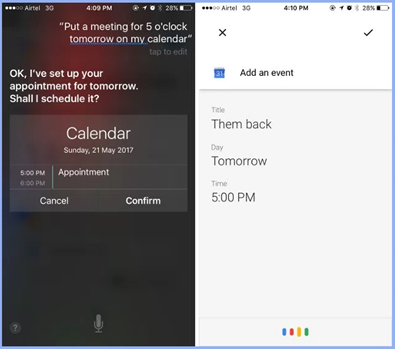 ●●○○○ Airtel 3G 4:09 PM 28%
“Put a meeting for 5 o'clock
tomorrow on my calendar”
tap to edit
OK, I've set up your
appointment for tomorrow.
Shall I schedule it?
Calendar
Sunday, 21 May 2017
5:00 PM Appointment
6:00 PM
Cancel Confirm
?
●●●○○ Airtel 3G 4:10 PM 28%
31
Add an event
Title
Them back
Day
Tomorrow
Time
5:00 PM